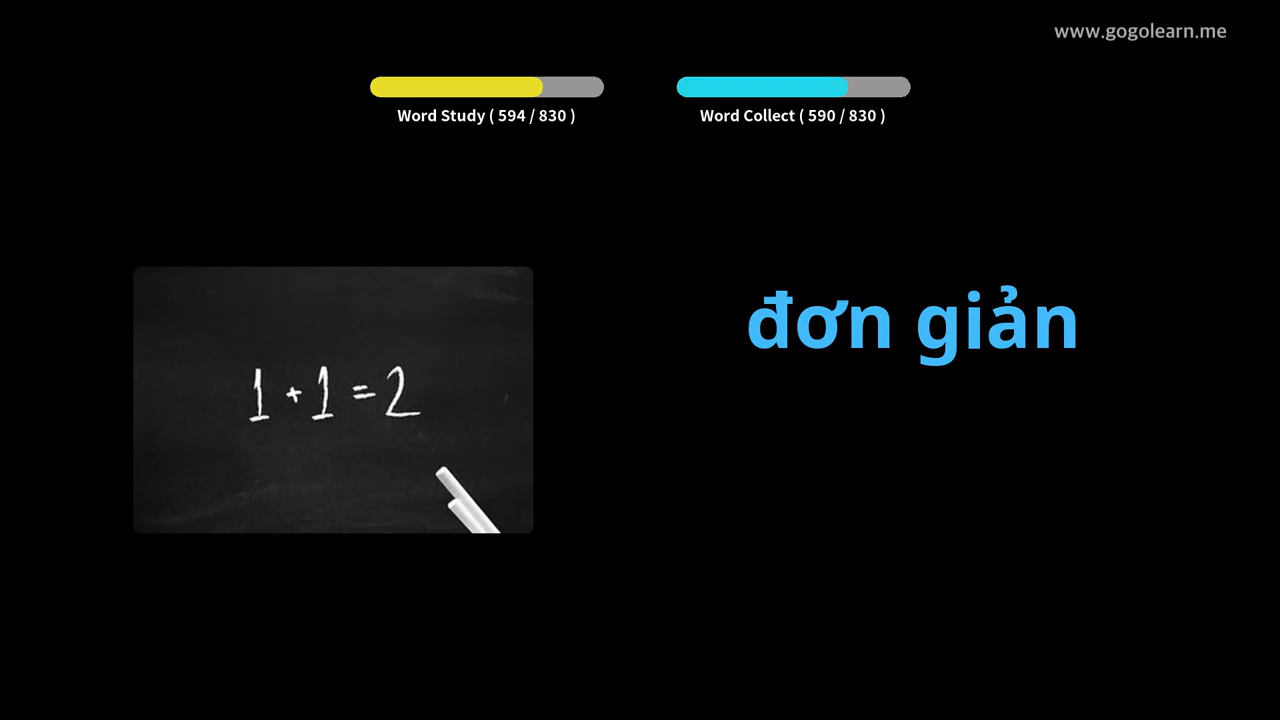 www.gogolearn.me
Word Study ( 594 / 830 )
Word Collect ( 590 / 830 )
đơn giản
1 + 1 = 2